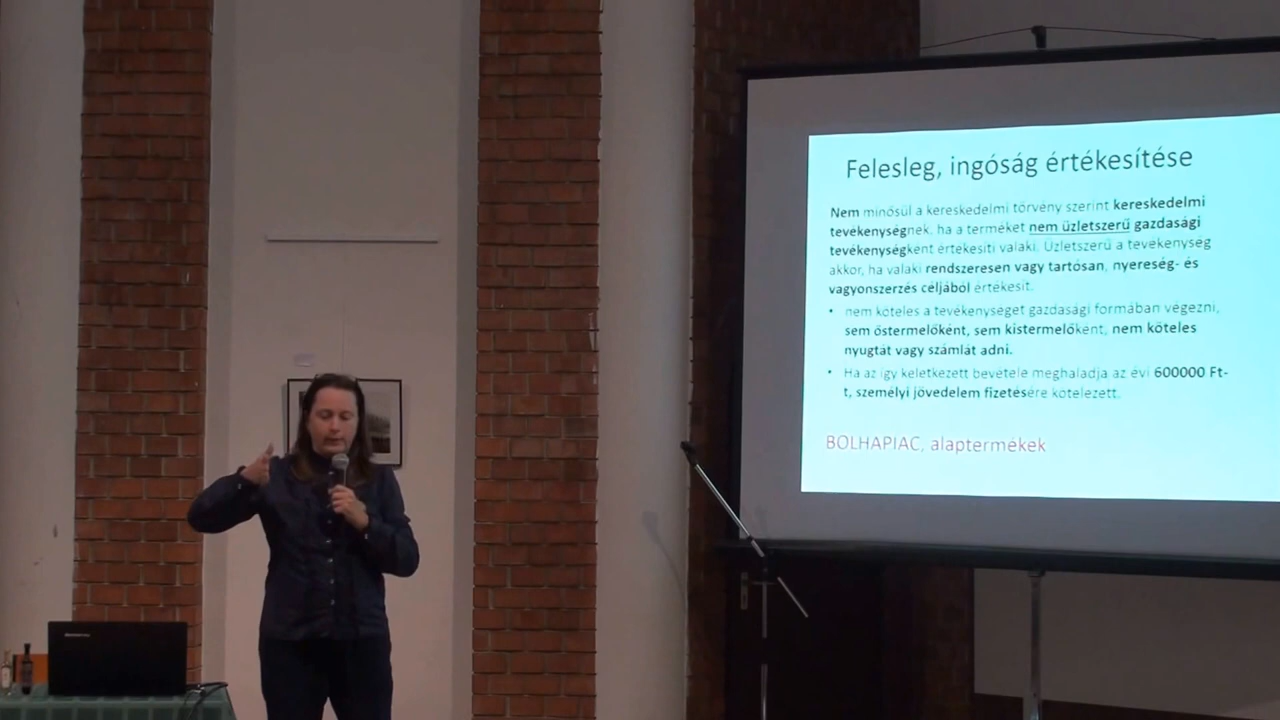 Felesleg, ingóság értékesítése
Nem minősül a kereskedelmi törvény szerint kereskedelmi
tevékenységnek, ha a terméket nem üzletszerű gazdasági
tevékenységként értékesíti valaki. Üzletszerű a tevékenység
akkor, ha valaki rendszeresen vagy tartósan, nyereség- és
vagyonszerzés céljából értékesít.
• nem köteles a tevékenységet gazdasági formában végezni,
sem őstermelőként, sem kistermelőként, nem köteles
nyugtát vagy számlát adni.
• Ha az így keletkezett bevétele meghaladja az évi 600000 Ft-
t, személyi jövedelem fizetésére kötelezett.
BOLHAPIAC, alaptermékek